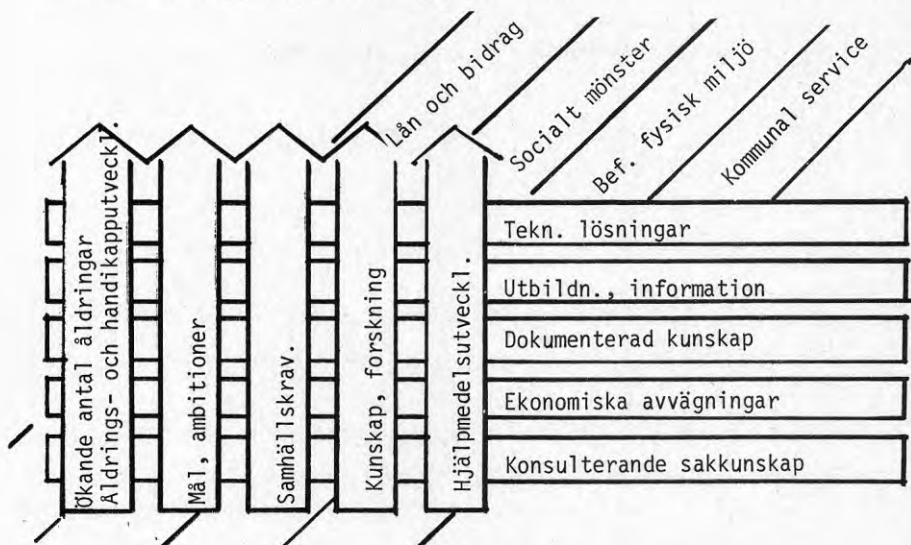 Lån och bidrag
Socialt mönster
Bef. fysisk miljö
Kommunal service
Ökande antal åldringar
Åldrings- och handikapputveckl.
Mål, ambitioner
Samhällskrav.
Kunskap, forskning
Hjälpmedelsutveckl.
Tekn. lösningar
Utbildn., information
Dokumenterad kunskap
Ekonomiska avvägningar
Konsulterande sakkunskap